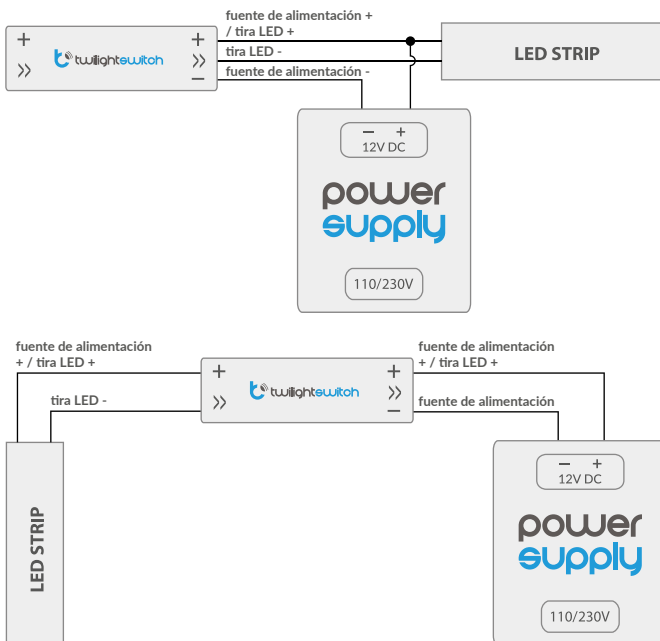 fuente de alimentación +
/ tira LED +
+
+
tira LED -
>>
twilightswitch
>>
LED STRIP
−
fuente de alimentación -
− +
12V DC
power
supply
110/230V
fuente de alimentación
+ / tira LED +
fuente de alimentación
+ / tira LED +
+
+
tira LED -
>>
twilightswitch
>>
−
fuente de alimentación
− +
12V DC
LED STRIP
power
supply
110/230V